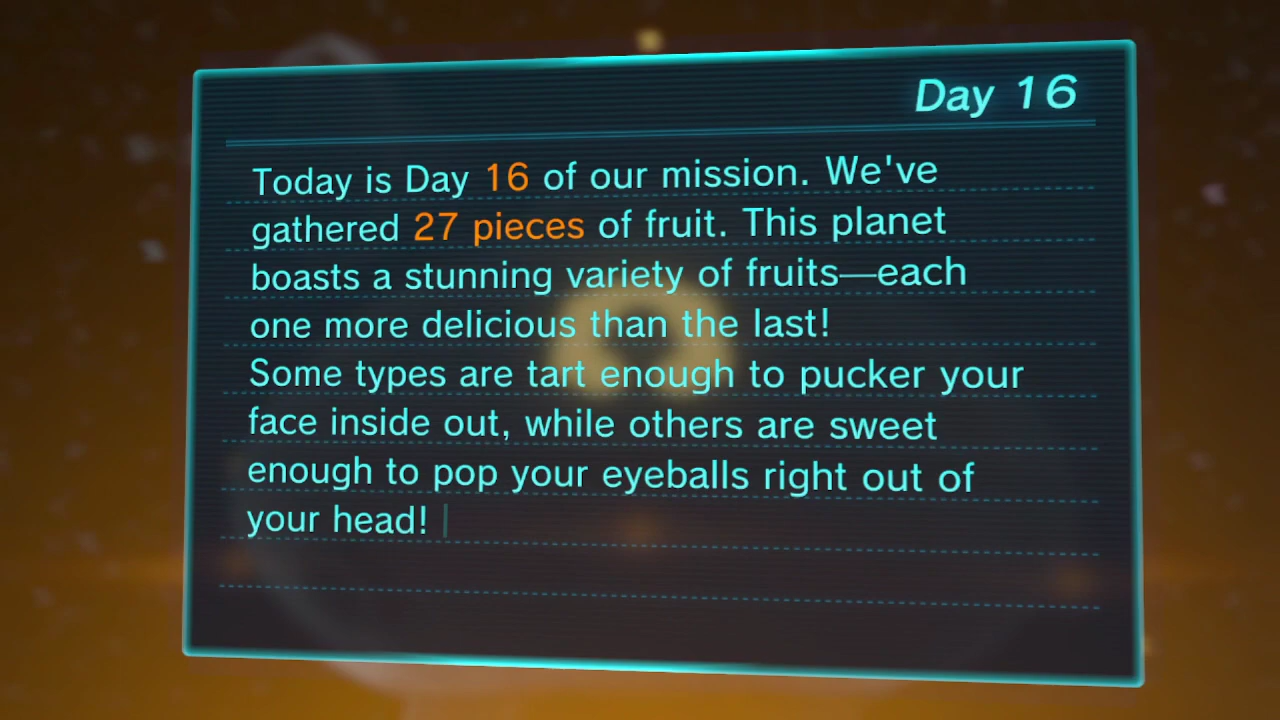 Day 16
Today is Day 16 of our mission. We've
gathered 27 pieces of fruit. This planet
boasts a stunning variety of fruits—each
one more delicious than the last!
Some types are tart enough to pucker your
face inside out, while others are sweet
enough to pop your eyeballs right out of
your head!